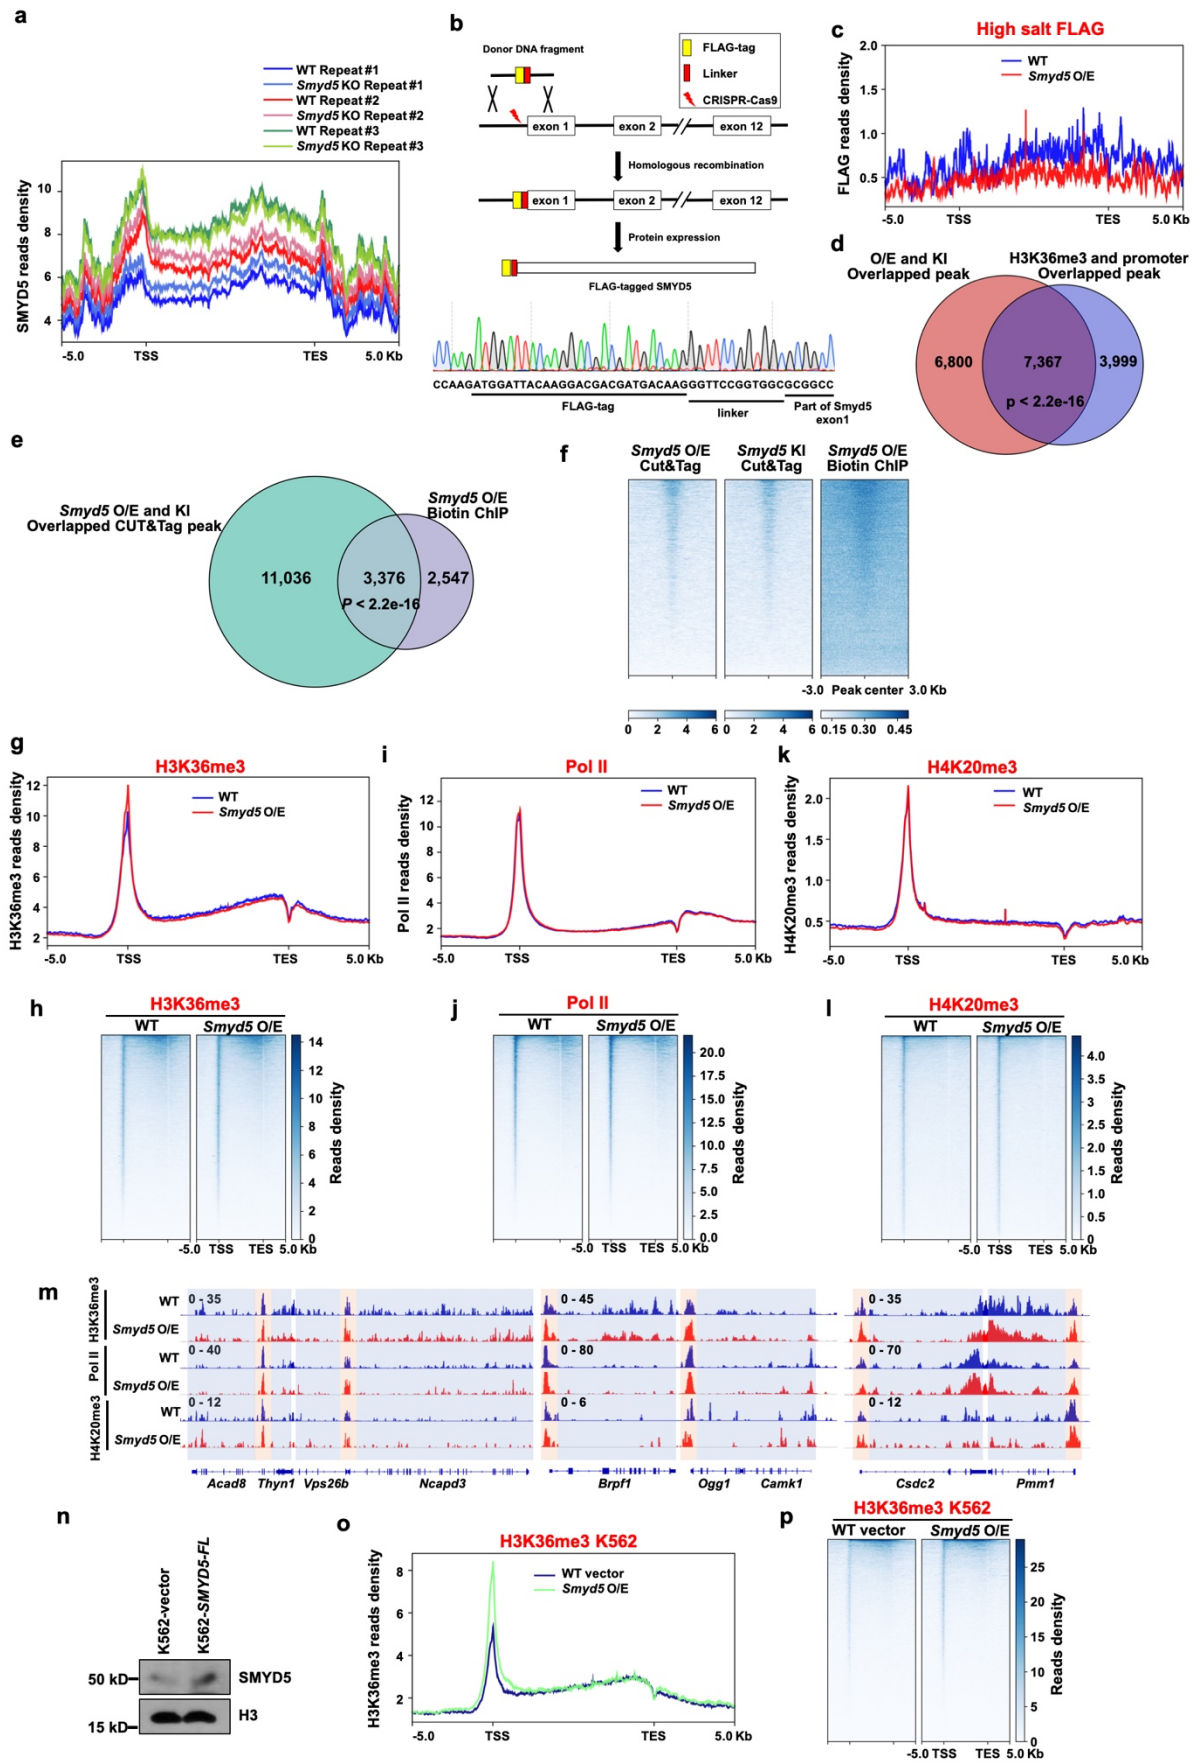 a
WT Repeat #1
Smyd5 KO Repeat #1
WT Repeat #2
Smyd5 KO Repeat #2
WT Repeat #3
Smyd5 KO Repeat #3
SMYD5 reads density
10
8
6
4
-5.0
TSS
TES
5.0 Kb
b
Donor DNA fragment
FLAG-tag
Linker
CRISPR-Cas9
exon 1
exon 2
exon 12
Homologous recombination
exon 1
exon 2
exon 12
Protein expression
FLAG-tagged SMYD5
CCAAGATGGATTACAAGGACGACGATGACAAGGGTTCCGGTGGCGCGGCC
FLAG-tag
linker
Part of Smyd5
exon1
c
High salt FLAG
WT
Smyd5 O/E
FLAG reads density
2.0
1.5
1.0
0.5
-5.0
TSS
TES
5.0 Kb
d
O/E and KI
Overlapped peak
H3K36me3 and promoter
Overlapped peak
6,800
7,367
3,999
p < 2.2e-16
e
Smyd5 O/E and KI
Overlapped CUT&Tag peak
Smyd5 O/E
Biotin ChIP
11,036
3,376
2,547
P < 2.2e-16
f
Smyd5 O/E
Cut&Tag
Smyd5 KI
Cut&Tag
Smyd5 O/E
Biotin ChIP
-3.0 Peak center 3.0 Kb
0 2 4 6
0 2 4 6
0.15 0.30 0.45
g
H3K36me3
WT
Smyd5 O/E
H3K36me3 reads density
12
10
8
6
4
2
-5.0
TSS
TES
5.0 Kb
i
Pol II
WT
Smyd5 O/E
Pol II reads density
12
10
8
6
4
2
-5.0
TSS
TES
5.0 Kb
k
H4K20me3
WT
Smyd5 O/E
H4K20me3 reads density
2.0
1.5
1.0
0.5
-5.0
TSS
TES
5.0 Kb
h
H3K36me3
WT
Smyd5 O/E
14
12
10
8
6
4
2
0
Reads density
-5.0 TSS TES 5.0 Kb
j
Pol II
WT
Smyd5 O/E
20.0
17.5
15.0
12.5
10.0
7.5
5.0
2.5
0.0
Reads density
-5.0 TSS TES 5.0 Kb
l
H4K20me3
WT
Smyd5 O/E
4.0
3.5
3
2.5
2.0
1.5
1.0
0.5
0
Reads density
-5.0 TSS TES 5.0 Kb
m
H3K36me3
WT
Smyd5 O/E
Pol II
WT
Smyd5 O/E
H4K20me3
WT
Smyd5 O/E
0 - 35
0 - 40
0 - 12
0 - 45
0 - 80
0 - 6
0 - 35
0 - 70
0 - 12
Acad8 Thyn1 Vps26b Ncapd3 Brpf1 Ogg1 Camk1 Csdc2 Pmm1
n
K562-vector
K562-SMYD5-FL
50 kD
SMYD5
15 kD
H3
o
H3K36me3 K562
WT vector
Smyd5 O/E
H3K36me3 reads density
8
6
4
2
-5.0
TSS
TES
5.0 Kb
p
H3K36me3 K562
WT vector
Smyd5 O/E
25
20
15
10
5
0
Reads density
-5.0 TSS TES 5.0 Kb